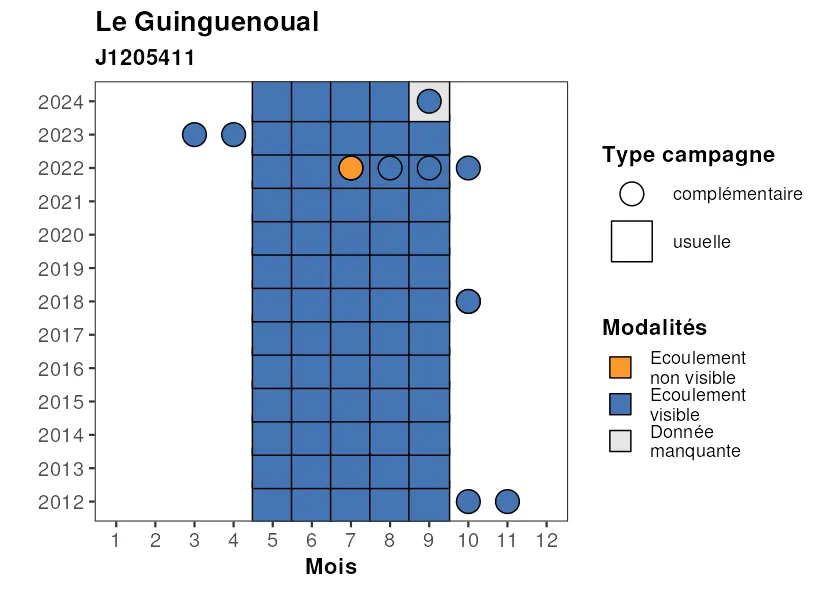 Le Guinguenoual
J1205411
2024
2023
2022
2021
2020
2019
2018
2017
2016
2015
2014
2013
2012
1 2 3 4 5 6 7 8 9 10 11 12
Mois
Type campagne
complémentaire
usuelle
Modalités
Ecoulement
non visible
Ecoulement
visible
Donnée
manquante